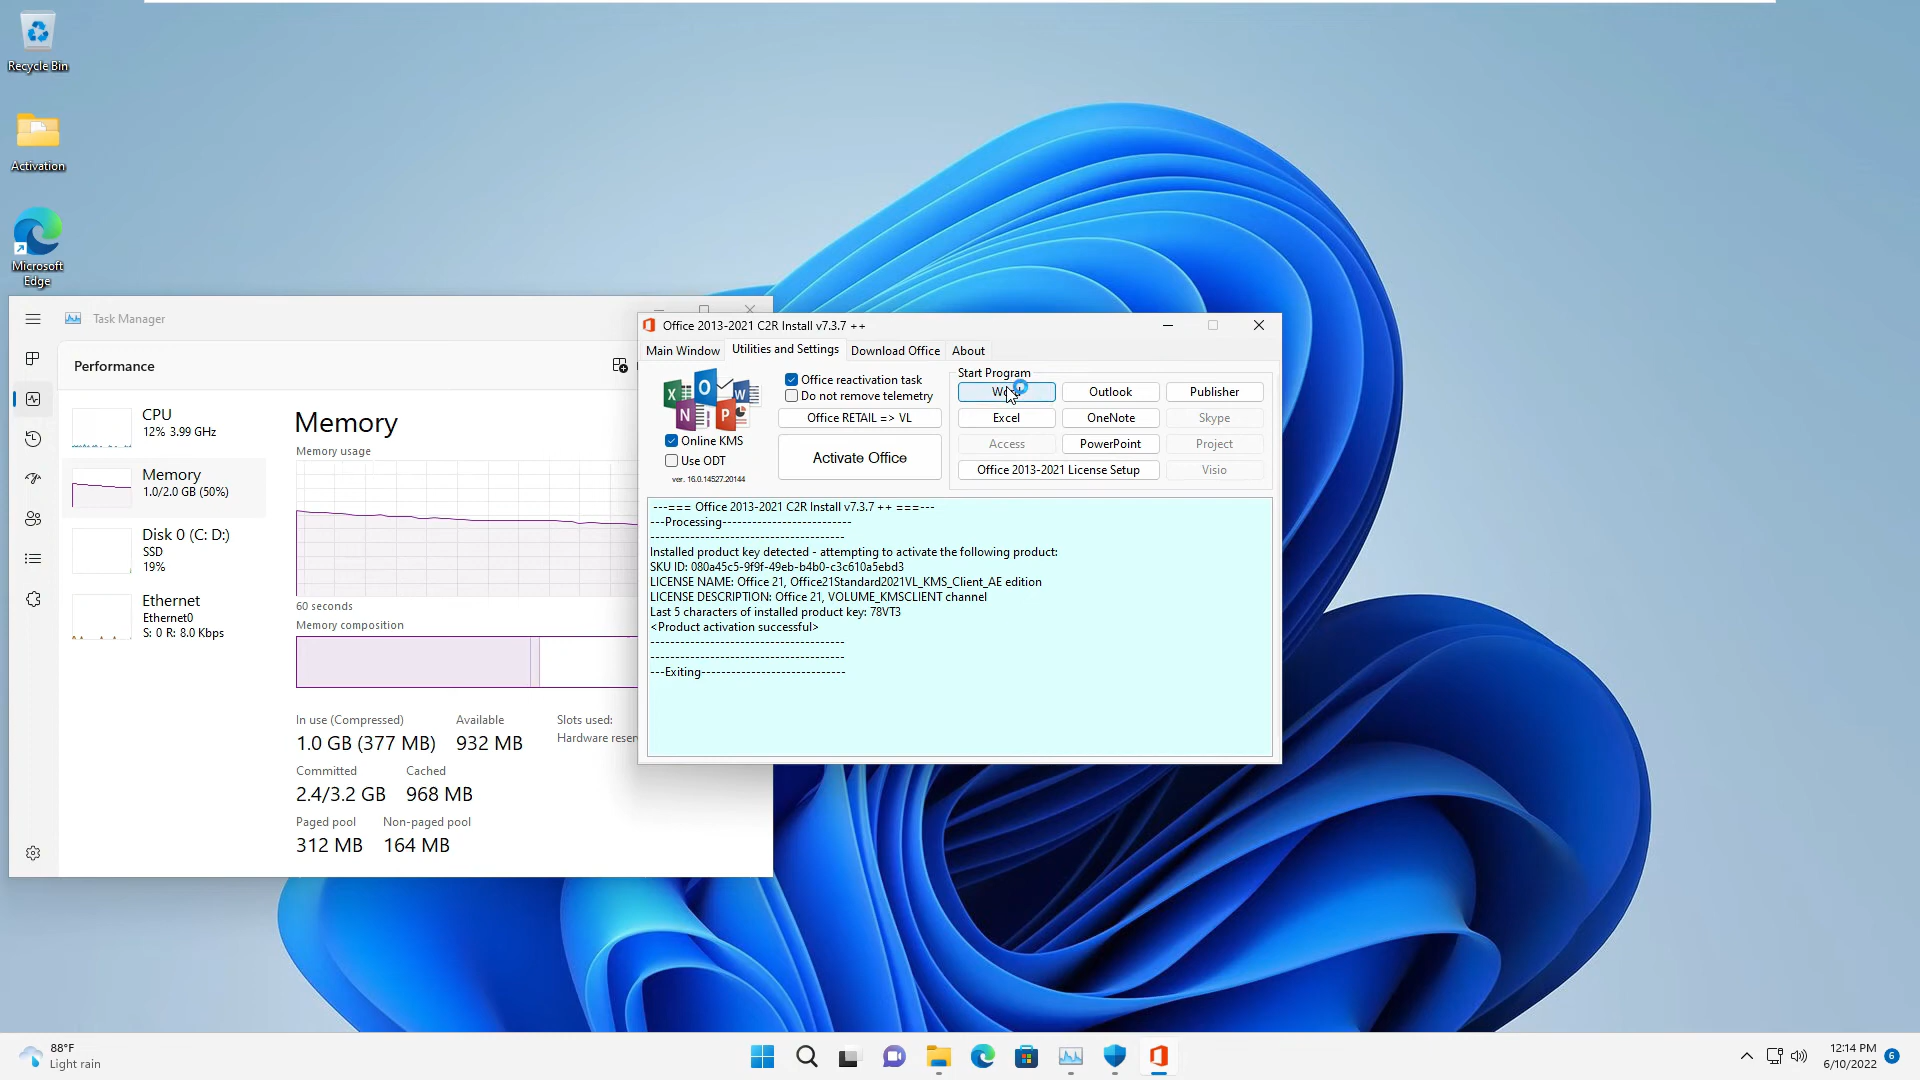 Recycle Bin
Activation
Microsoft
Edge
Task Manager
Performance
CPU
12% 3.99 GHz
Memory
1.0/2.0 GB (50%)
Disk 0 (C: D:)
SSD
19%
Ethernet
Ethernet0
S: 0 R: 8.0 Kbps
Memory
Memory usage
60 seconds
Memory composition
In use (Compressed)
Available
Slots used:
1.0 GB (377 MB)
932 MB
Committed
Cached
2.4/3.2 GB
968 MB
Paged pool
Non-paged pool
312 MB
164 MB
Office 2013-2021 C2R Install v7.3.7 ++
Main Window
Utilities and Settings
Download Office
About
Office reactivation task
Do not remove telemetry
Office RETAIL => VL
Online KMS
Use ODT
ver. 16.0.14527.20144
Activate Office
Start Program
Outlook
Publisher
Excel
OneNote
Skype
Access
PowerPoint
Project
Office 2013-2021 License Setup
Visio
---=== Office 2013-2021 C2R Install v7.3.7 ++ ===---
---Processing--------------------------
---------------------------------------
Installed product key detected - attempting to activate the following product:
SKU ID: 080a45c5-9f9f-49eb-b4b0-c3c610a5ebd3
LICENSE NAME: Office 21, Office21Standard2021VL_KMS_Client_AE edition
LICENSE DESCRIPTION: Office 21, VOLUME_KMSCLIENT channel
Last 5 characters of installed product key: 78VT3
<Product activation successful>
---------------------------------------
---------------------------------------
---Exiting-----------------------------
88°F
Light rain
12:14 PM
6/10/2022
6